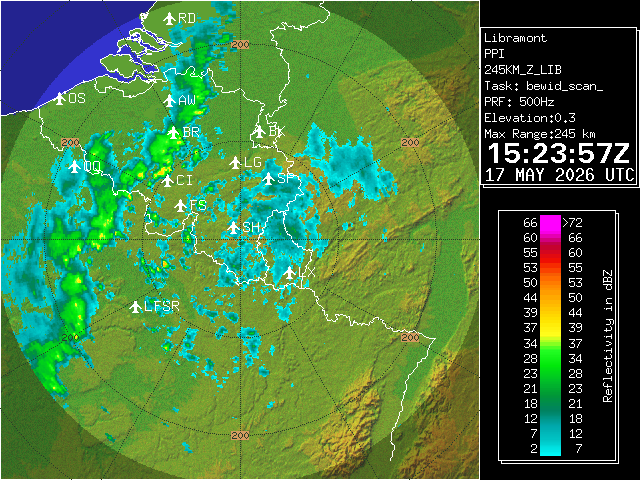 RD
200
Libramont
PPI
245KM_Z_LIB
Task: bewid_scan_
PRF: 500Hz
Elevation:0.3
Max Range:245 km
15:23:57Z
17 MAY 2026 UTC
OS
AW
BR
BK
200
200
LG
CI
SP
FS
SH
LX
LFSR
200
200
200
66 >72
60 66
55 60
53 55
50 53
44 50
39 44
37 39
34 37
28 34
23 28
21 23
18 21
12 18
7 12
2 7
Reflectivity in dBZ